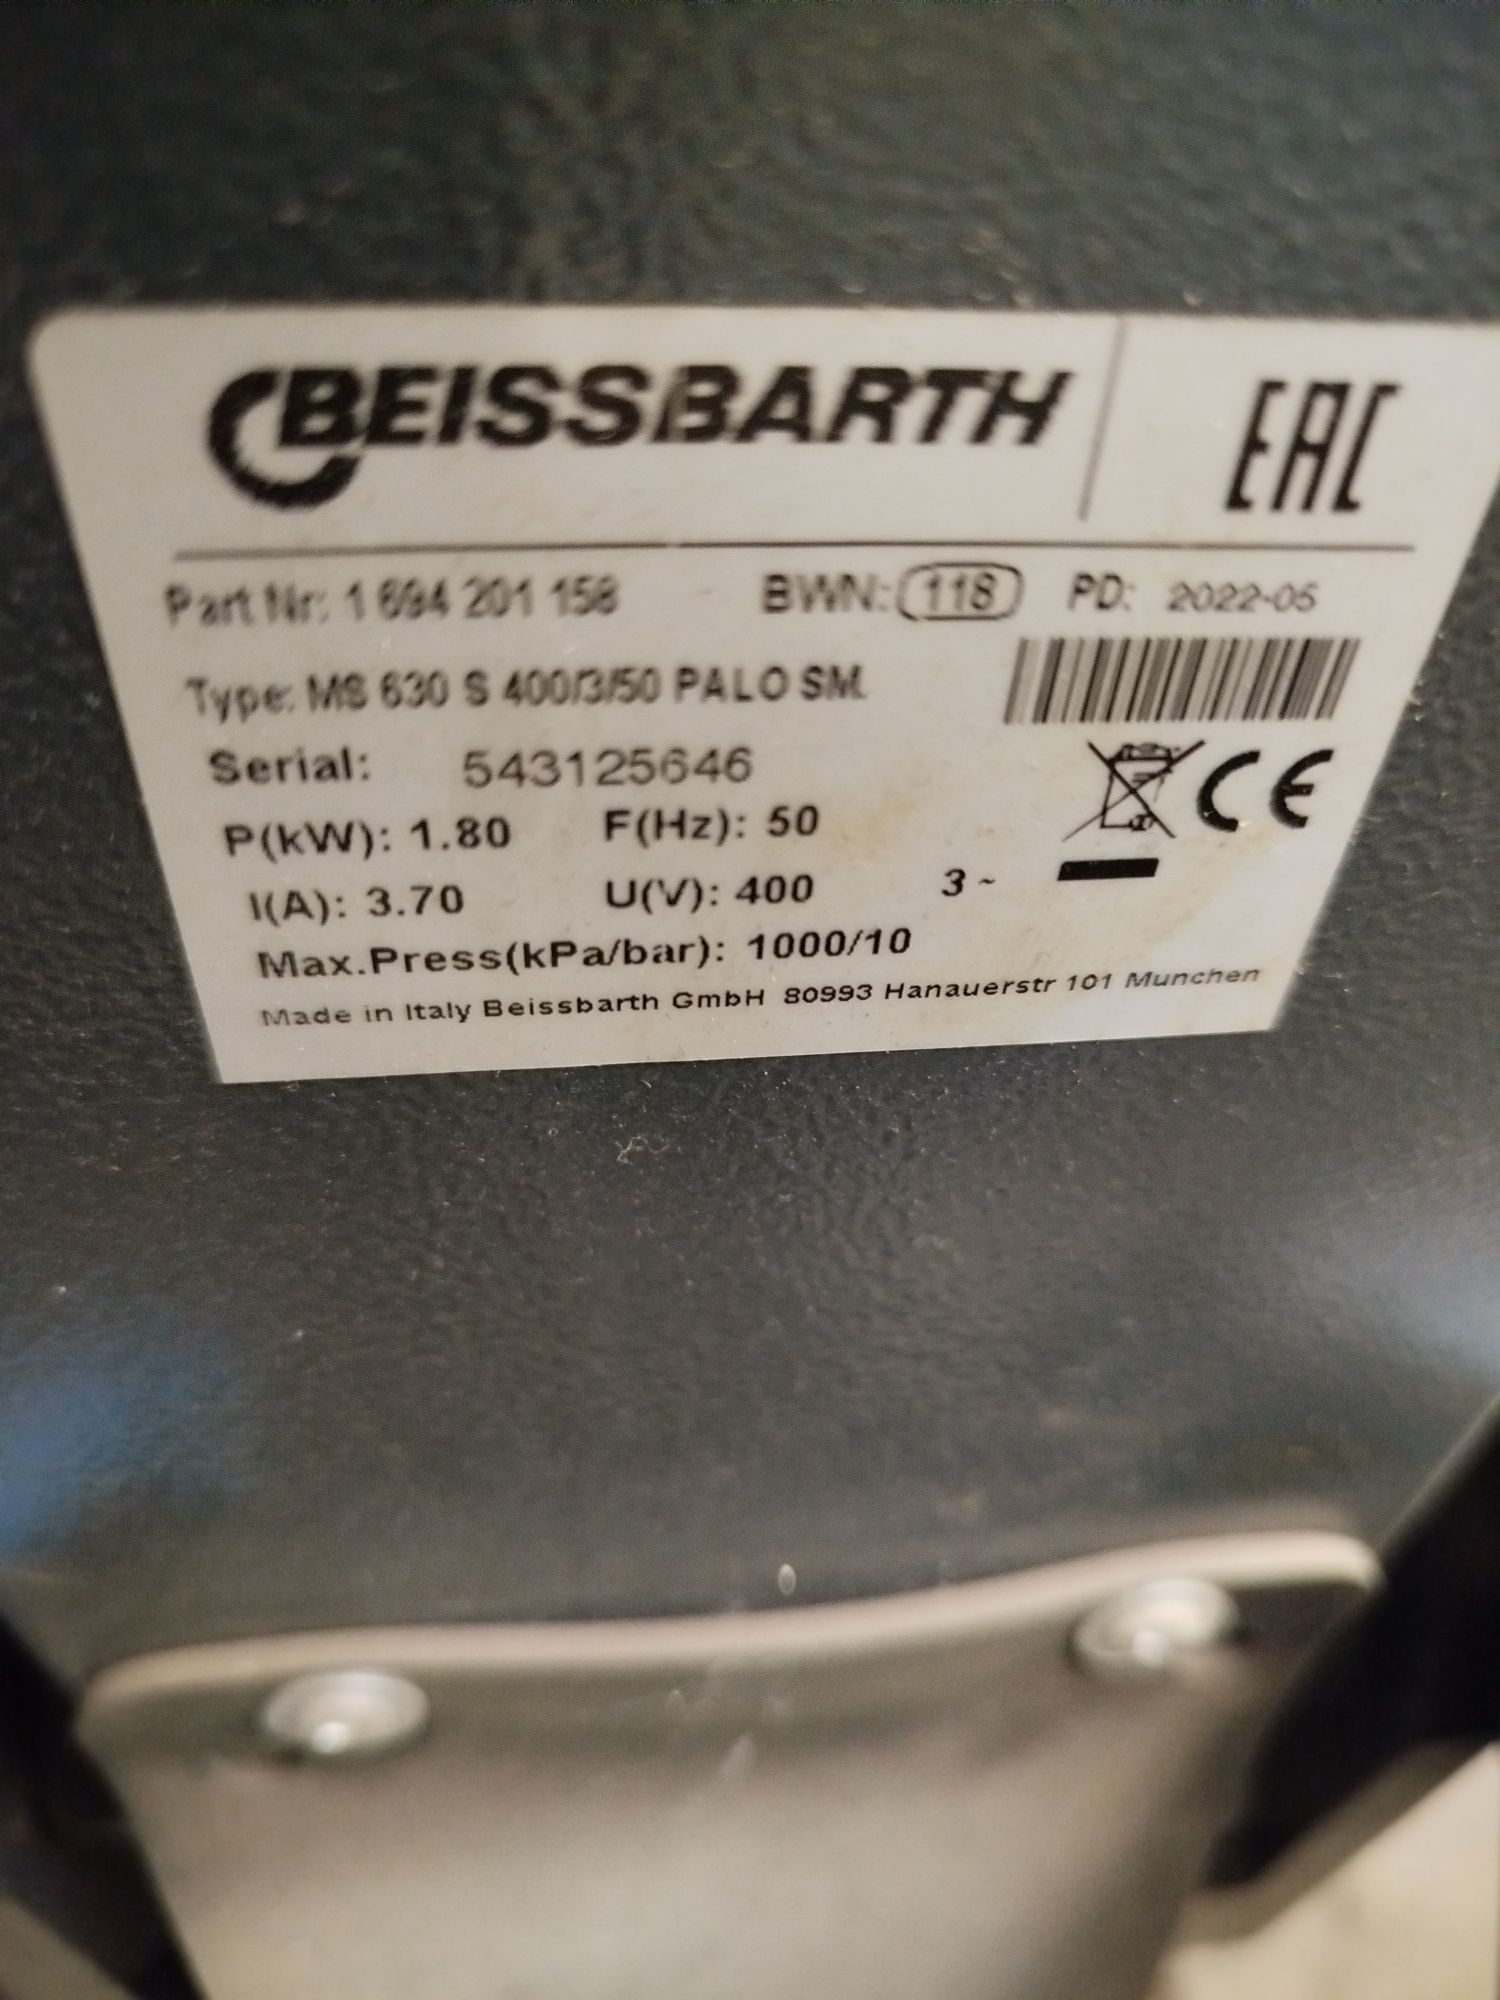 BEISSBARTH EAC
Part Nr: 1 694 201 158 BWN: 118 PD: 2022-05
Type: MS 630 S 400/3/50 PALO SM.
Serial: 543125646
P(kW): 1.80 F(Hz): 50 CE
I(A): 3.70 U(V): 400 3 ~
Max.Press(kPa/bar): 1000/10
Made in Italy Beissbarth GmbH 80993 Hanauerstr 101 Munchen